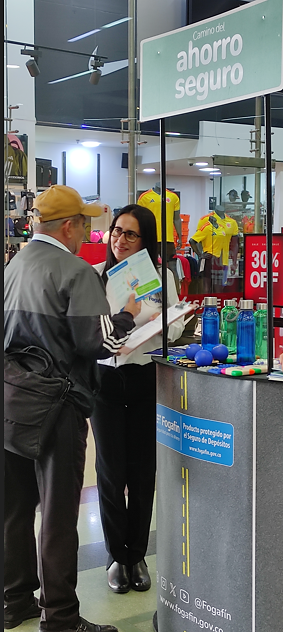 Camino del
ahorro
seguro
SALE
30%
OFF
Fogafín
Producto protegido por
el Seguro de Depósitos
www.fogafin.gov.co
@Fogafín
www.fogafin.gov.co